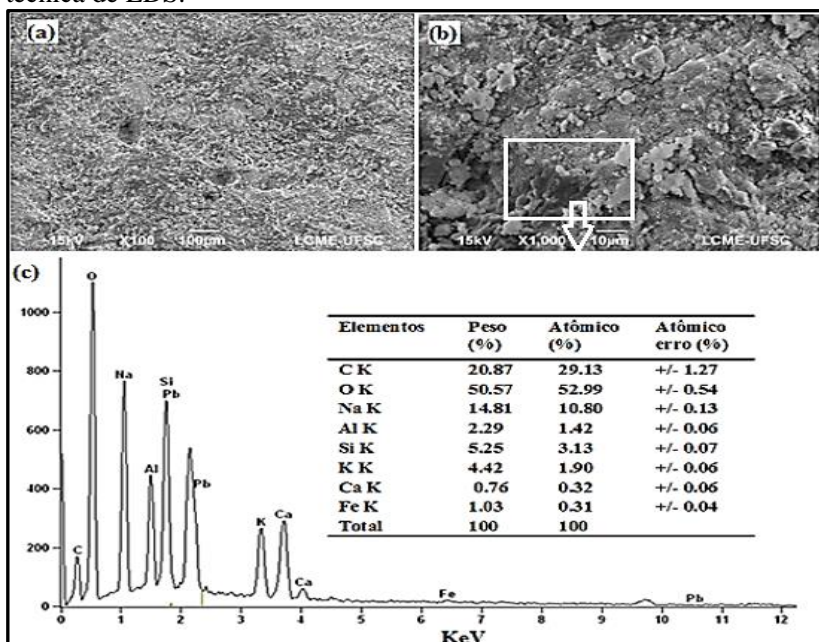 técnica de EDS.
(a)
(b)
15kV X100 100µm LCME-UFSC
15kV X1,000 10µm LCME-UFSC
(c)
O
Na
Si
Pb
Al
Pb
C
K
Ca
Ca
Fe
Pb
1000
800
600
400
200
0
0 1 2 3 4 5 6 7 8 9 10 11 12
KeV
Elementos Peso (%) Atômico (%) Atômico erro (%)
C K 20.87 29.13 +/- 1.27
O K 50.57 52.99 +/- 0.54
Na K 14.81 10.80 +/- 0.13
Al K 2.29 1.42 +/- 0.06
Si K 5.25 3.13 +/- 0.07
K K 4.42 1.90 +/- 0.06
Ca K 0.76 0.32 +/- 0.06
Fe K 1.03 0.31 +/- 0.04
Total 100 100